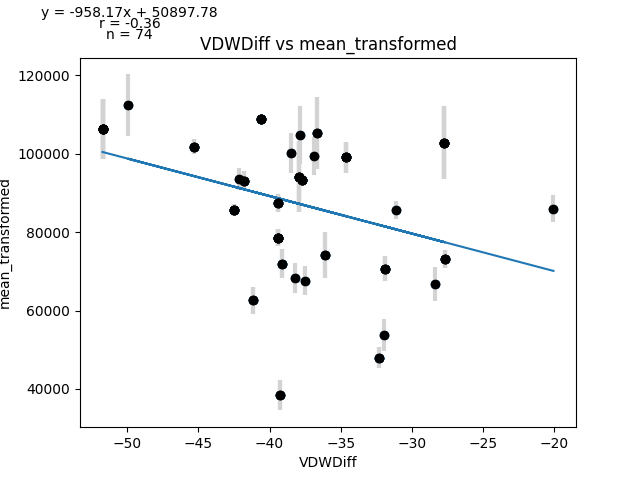 y = -958.17x + 50897.78
r = -0.36
n = 74
VDWDiff vs mean_transformed
120000
100000
80000
60000
40000
mean_transformed
−50
−45
−40
−35
−30
−25
−20
VDWDiff